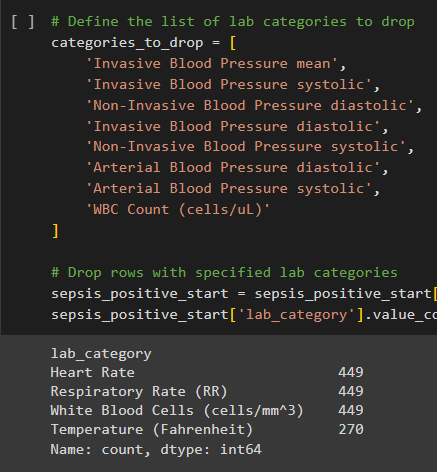 [ ] # Define the list of lab categories to drop
categories_to_drop = [
'Invasive Blood Pressure mean',
'Invasive Blood Pressure systolic',
'Non-Invasive Blood Pressure diastolic',
'Invasive Blood Pressure diastolic',
'Non-Invasive Blood Pressure systolic',
'Arterial Blood Pressure diastolic',
'Arterial Blood Pressure systolic',
'WBC Count (cells/uL)'
]
# Drop rows with specified lab categories
sepsis_positive_start = sepsis_positive_start[
sepsis_positive_start['lab_category'].value_co
lab_category
Heart Rate 449
Respiratory Rate (RR) 449
White Blood Cells (cells/mm^3) 449
Temperature (Fahrenheit) 270
Name: count, dtype: int64